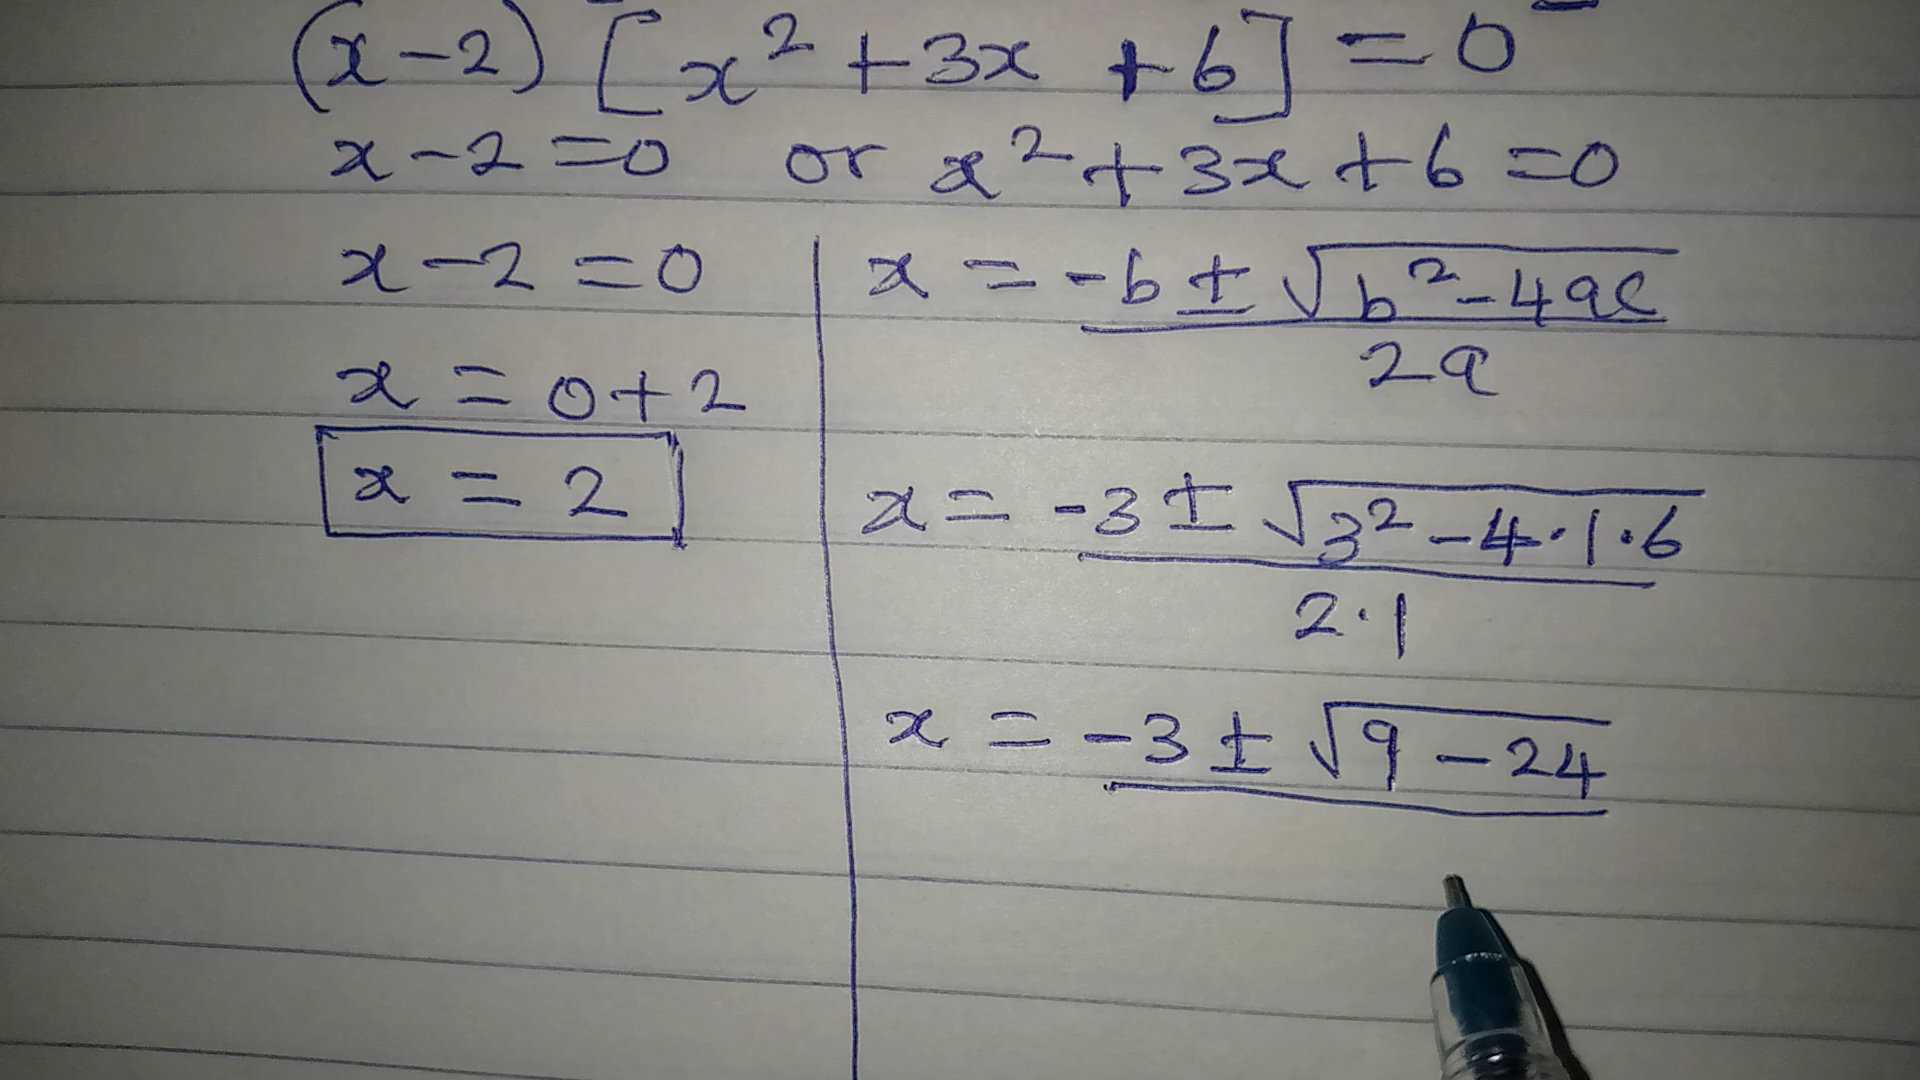 (x-2) [x² +3x +6] = 0
x-2=0 or x²+3x+6=0
x-2=0
x = 0+2
x = 2
x = -b ± √b²-4ac
2a
x = -3 ± √3²-4·1·6
2·1
x = -3 ± √9-24